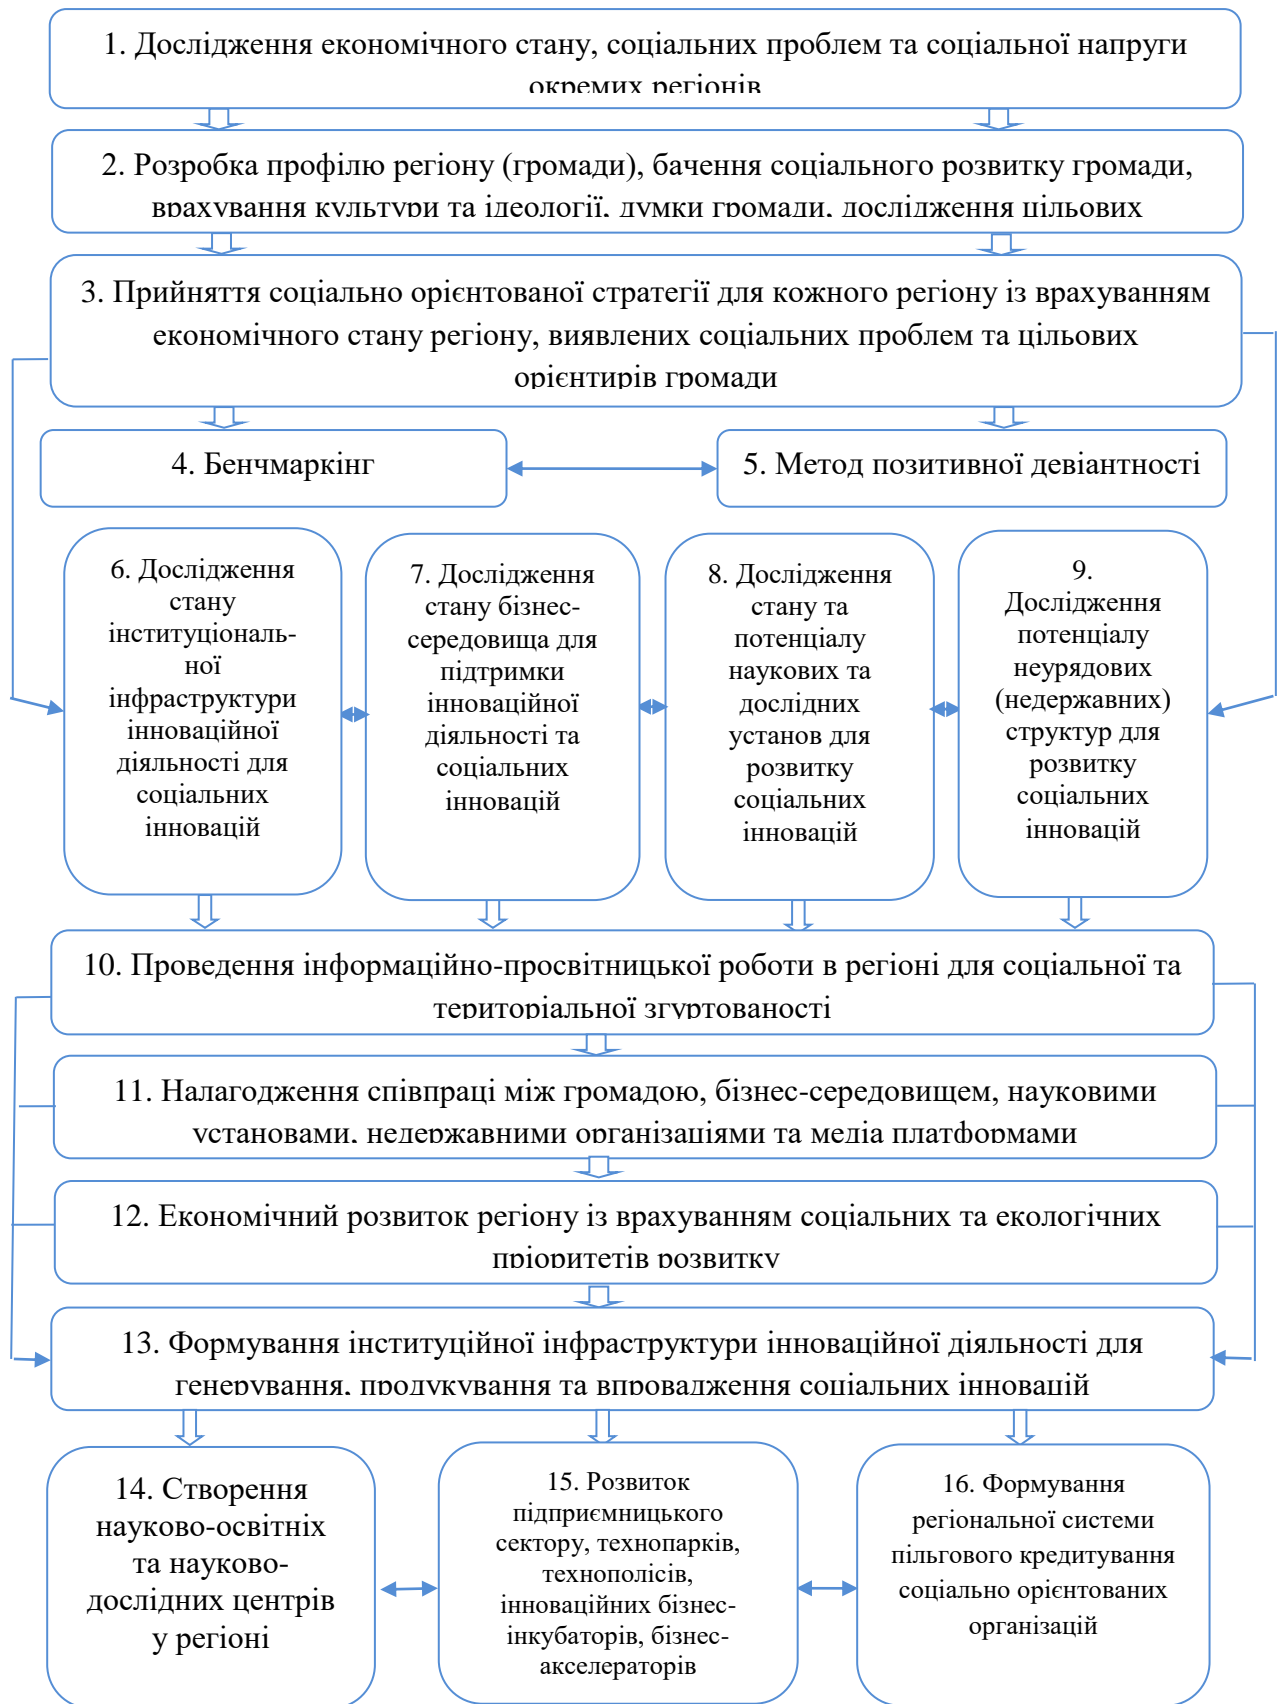 1. Дослідження економічного стану, соціальних проблем та соціальної напруги
окремих регіонів
2. Розробка профілю регіону (громади), бачення соціального розвитку громади,
врахування культури та ідеології, думки громади, дослідження цільових
3. Прийняття соціально орієнтованої стратегії для кожного регіону із врахуванням
економічного стану регіону, виявлених соціальних проблем та цільових
орієнтирів громади
4. Бенчмаркінг
5. Метод позитивної девіантності
6. Дослідження
стану
інституціональ-
ної
інфраструктури
інноваційної
діяльності для
соціальних
інновацій
7. Дослідження
стану бізнес-
середовища для
підтримки
інноваційної
діяльності та
соціальних
інновацій
8. Дослідження
стану та
потенціалу
наукових та
дослідних
установ для
розвитку
соціальних
інновацій
9.
Дослідження
потенціалу
неурядових
(недержавних)
структур для
розвитку
соціальних
інновацій
10. Проведення інформаційно-просвітницької роботи в регіоні для соціальної та
територіальної згуртованості
11. Налагодження співпраці між громадою, бізнес-середовищем, науковими
установами, недержавними організаціями та медіа платформами
12. Економічний розвиток регіону із врахуванням соціальних та екологічних
пріоритетів розвитку
13. Формування інституційної інфраструктури інноваційної діяльності для
генерування, продукування та впровадження соціальних інновацій
14. Створення
науково-освітніх
та науково-
дослідних центрів
у регіоні
15. Розвиток
підприємницького
сектору, технопарків,
технополісів,
інноваційних бізнес-
інкубаторів, бізнес-
акселераторів
16. Формування
регіональної системи
пільгового кредитування
соціально орієнтованих
організацій